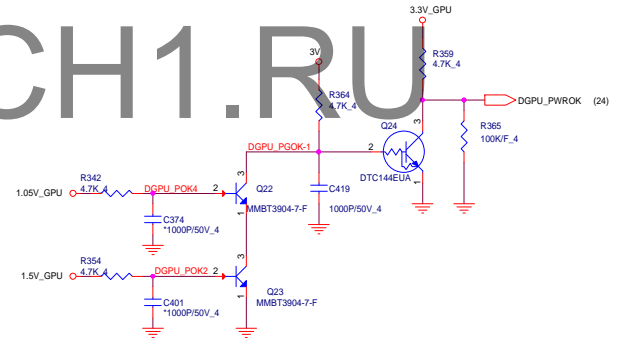 CH1.RU
3.3V_GPU
R359
4.7K_4
3V
R364
4.7K_4
DGPU_PWROK (24)
Q24
3
R365
100K/F_4
DGPU_PGOK-1
2
DTC144EUA
1
R342
4.7K_4
1.05V_GPU
DGPU_POK4
2
3
Q22
MMBT3904-7-F
1
C419
1000P/50V_4
C374
*1000P/50V_4
R354
4.7K_4
1.5V_GPU
DGPU_POK2
2
3
Q23
MMBT3904-7-F
1
C401
*1000P/50V_4